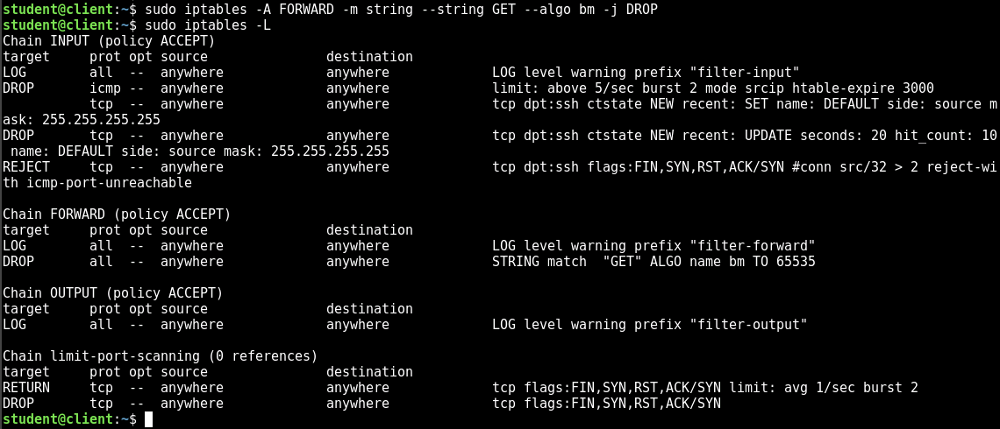 student@client:~$ sudo iptables -A FORWARD -m string --string GET --algo bm -j DROP
student@client:~$ sudo iptables -L
Chain INPUT (policy ACCEPT)
target     prot opt source               destination
LOG        all  --  anywhere             anywhere             LOG level warning prefix "filter-input"
DROP       icmp --  anywhere             anywhere             limit: above 5/sec burst 2 mode srcip htable-expire 3000
           tcp  --  anywhere             anywhere             tcp dpt:ssh ctstate NEW recent: SET name: DEFAULT side: source m
ask: 255.255.255.255
DROP       tcp  --  anywhere             anywhere             tcp dpt:ssh ctstate NEW recent: UPDATE seconds: 20 hit_count: 10
 name: DEFAULT side: source mask: 255.255.255.255
REJECT     tcp  --  anywhere             anywhere             tcp dpt:ssh flags:FIN,SYN,RST,ACK/SYN #conn src/32 > 2 reject-wi
th icmp-port-unreachable

Chain FORWARD (policy ACCEPT)
target     prot opt source               destination
LOG        all  --  anywhere             anywhere             LOG level warning prefix "filter-forward"
DROP       all  --  anywhere             anywhere             STRING match  "GET" ALGO name bm TO 65535

Chain OUTPUT (policy ACCEPT)
target     prot opt source               destination
LOG        all  --  anywhere             anywhere             LOG level warning prefix "filter-output"

Chain limit-port-scanning (0 references)
target     prot opt source               destination
RETURN     tcp  --  anywhere             anywhere             tcp flags:FIN,SYN,RST,ACK/SYN limit: avg 1/sec burst 2
DROP       tcp  --  anywhere             anywhere             tcp flags:FIN,SYN,RST,ACK/SYN
student@client:~$